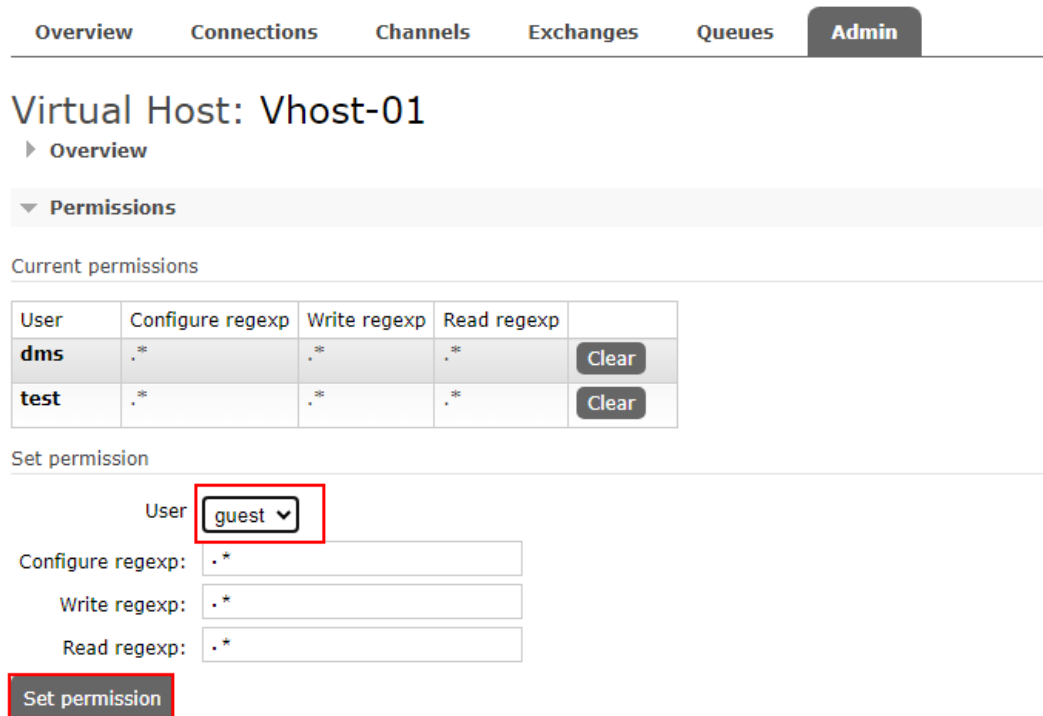 Overview Connections Channels Exchanges Queues Admin
Virtual Host: Vhost-01
Overview
Permissions
Current permissions
User Configure regexp Write regexp Read regexp
dms .* .* .* Clear
test .* .* .* Clear
Set permission
User guest
Configure regexp: .*
Write regexp: .*
Read regexp: .*
Set permission